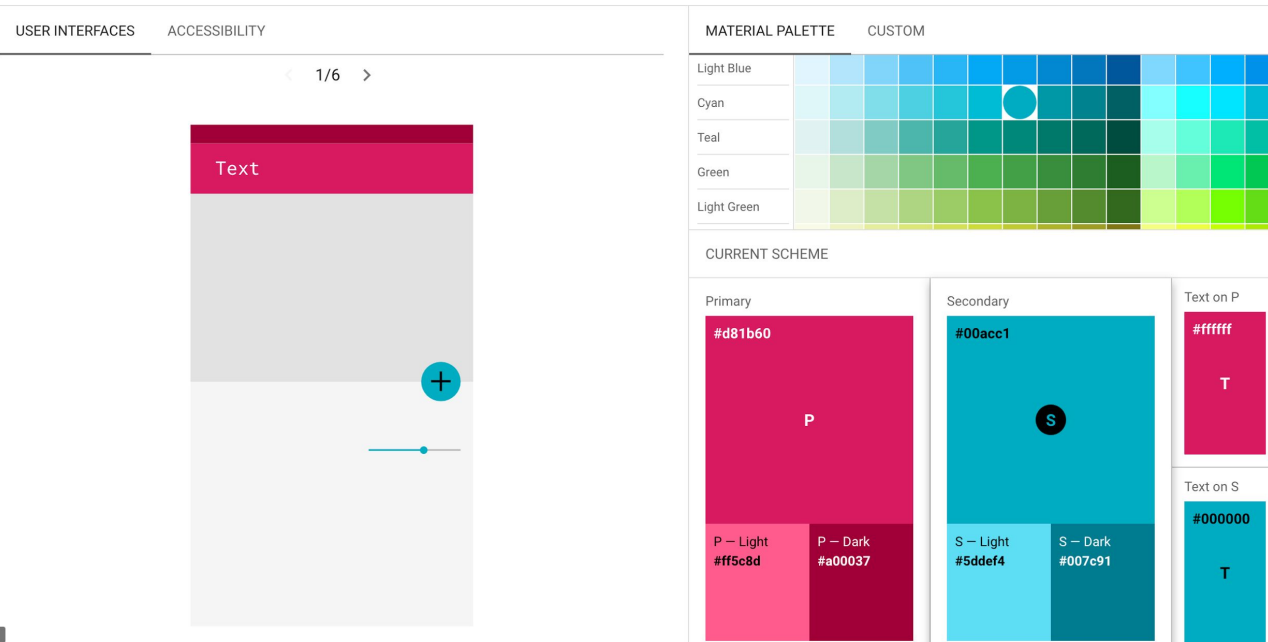 USER INTERFACES ACCESSIBILITY
1/6
Text
MATERIAL PALETTE CUSTOM
Light Blue
Cyan
Teal
Green
Light Green
CURRENT SCHEME
Primary
#d81b60
P
P — Light
#ff5c8d
P — Dark
#a00037
Secondary
#00acc1
S
S — Light
#5ddef4
S — Dark
#007c91
Text on P
#ffffff
T
Text on S
#000000
T